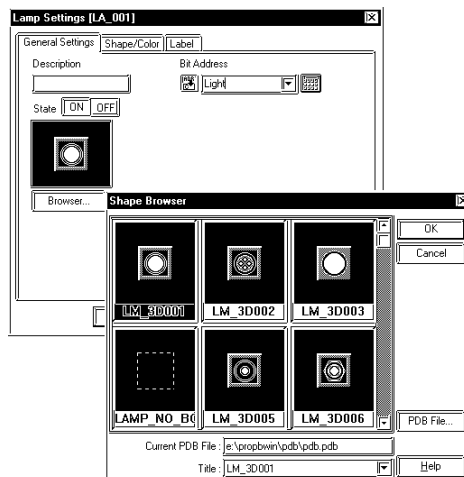 Lamp Settings [LA_001]
General Settings Shape/Color Label
Description Bit Address
Light
State ON OFF
Browser...
Shape Browser
OK
Cancel
LM_3D001 LM_3D002 LM_3D003
LAMP_NO_BG LM_3D005 LM_3D006
PDB File...
Current PDB File : e:\propbwin\pdb\pdb.pdb
Title : LM_3D001
Help